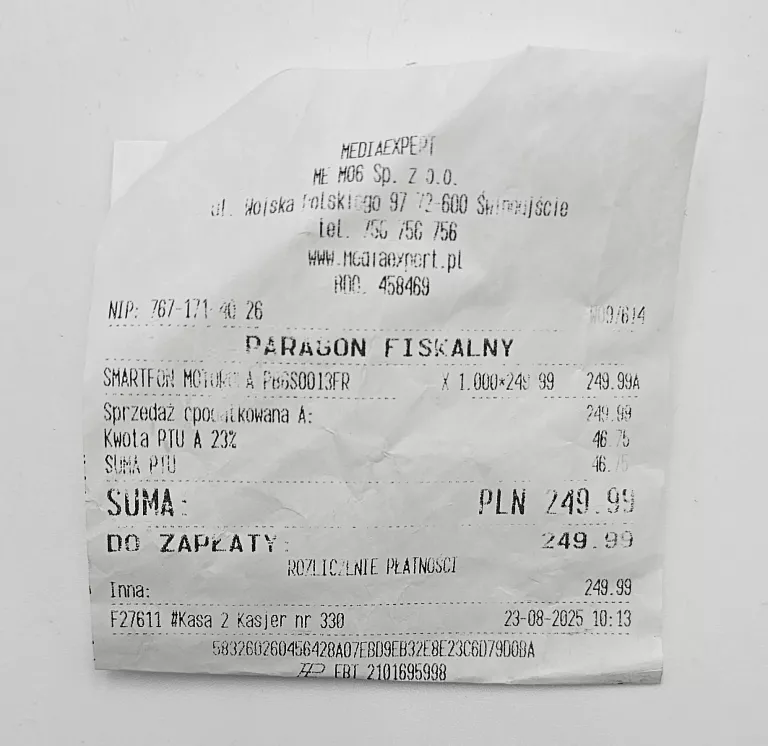 MEDIAEXPERT
ME M06 Sp. z o.o.
ul. Wojska Polskiego 97 72-600 Świnoujście
tel. 756 756 756
www.mediaexpert.pl
BDO. 458469
NIP: 767-171-40 26
PARAGON FISKALNY
SMARTFON MOTOROLA PB6S0013FR X 1.000*249.99 249.99A
Sprzedaż opodatkowana A: 249.99
Kwota PTU A 23% 46.75
SUMA PTU 46.75
SUMA: PLN 249.99
DO ZAPŁATY: 249.99
ROZLICZENIE PŁATNOŚCI
Inna: 249.99
F27611 #Kasa 2 Kasjer nr 330 23-08-2025 10:13
EBT 2101695998